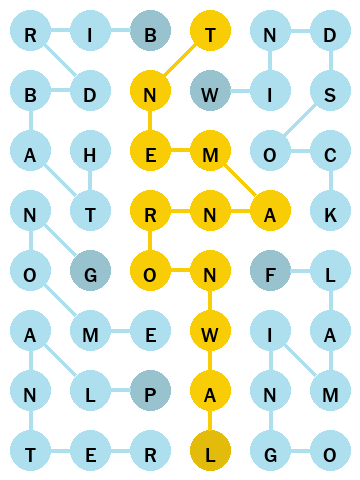 R I B T N D
B D N W I S
A H E M O C
N T R N A K
O G O N F L
A M E W I A
N L P A N M
T E R L G O